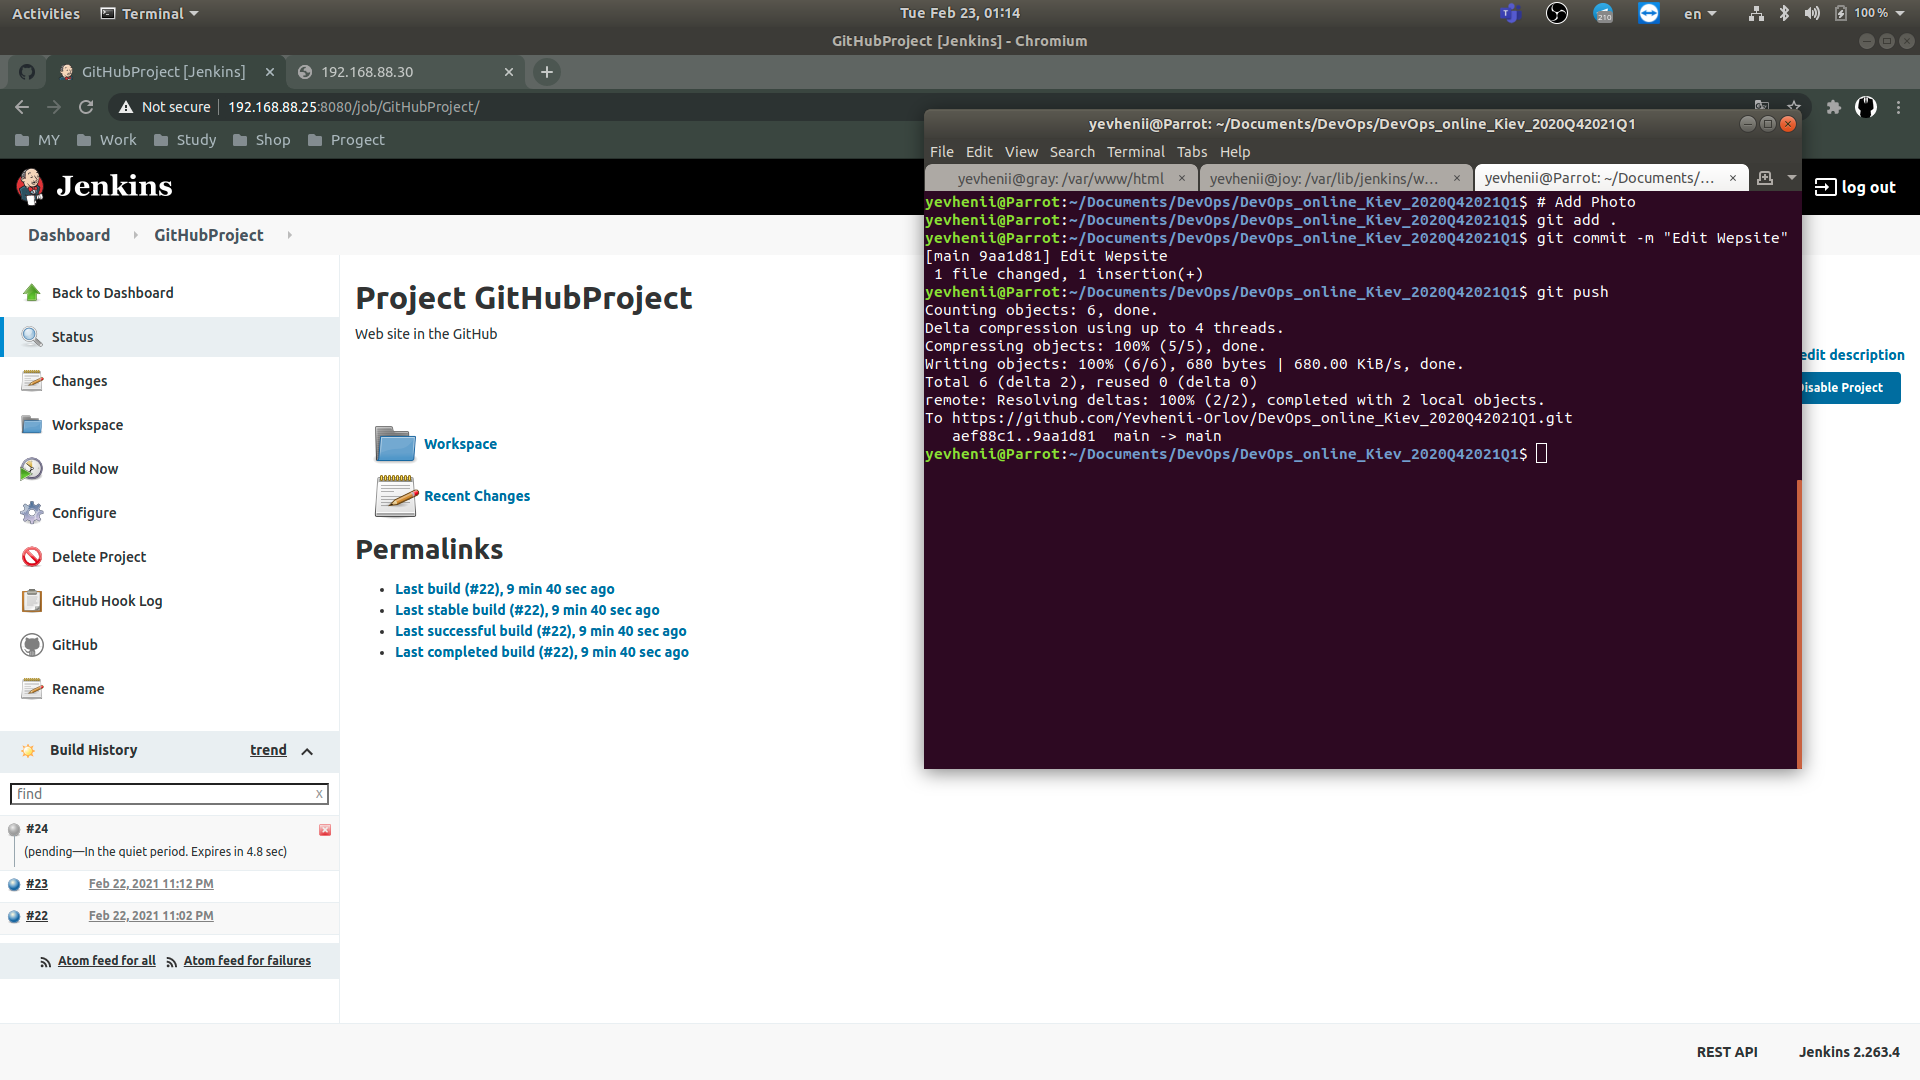 Activities
Terminal
Tue Feb 23, 01:14
210
en
100 %
GitHubProject [Jenkins] - Chromium
GitHubProject [Jenkins]
192.168.88.30
Not secure
192.168.88.25:8080/job/GitHubProject/
MY
Work
Study
Shop
Progect
Jenkins
log out
Dashboard
GitHubProject
Back to Dashboard
Status
Changes
Workspace
Build Now
Configure
Delete Project
GitHub Hook Log
GitHub
Rename
Build History
trend
find
x
#24
(pending—In the quiet period. Expires in 4.8 sec)
#23
Feb 22, 2021 11:12 PM
#22
Feb 22, 2021 11:02 PM
Atom feed for all
Atom feed for failures
Project GitHubProject
Web site in the GitHub
edit description
isable Project
Workspace
Recent Changes
Permalinks
Last build (#22), 9 min 40 sec ago
Last stable build (#22), 9 min 40 sec ago
Last successful build (#22), 9 min 40 sec ago
Last completed build (#22), 9 min 40 sec ago
yevhenii@Parrot: ~/Documents/DevOps/DevOps_online_Kiev_2020Q42021Q1
File Edit View Search Terminal Tabs Help
yevhenii@gray: /var/www/html
yevhenii@joy: /var/lib/jenkins/w...
yevhenii@Parrot: ~/Documents/...
yevhenii@Parrot:~/Documents/DevOps/DevOps_online_Kiev_2020Q42021Q1$ # Add Photo
yevhenii@Parrot:~/Documents/DevOps/DevOps_online_Kiev_2020Q42021Q1$ git add .
yevhenii@Parrot:~/Documents/DevOps/DevOps_online_Kiev_2020Q42021Q1$ git commit -m "Edit Wepsite"
[main 9aa1d81] Edit Wepsite
1 file changed, 1 insertion(+)
yevhenii@Parrot:~/Documents/DevOps/DevOps_online_Kiev_2020Q42021Q1$ git push
Counting objects: 6, done.
Delta compression using up to 4 threads.
Compressing objects: 100% (5/5), done.
Writing objects: 100% (6/6), 680 bytes | 680.00 KiB/s, done.
Total 6 (delta 2), reused 0 (delta 0)
remote: Resolving deltas: 100% (2/2), completed with 2 local objects.
To https://github.com/Yevhenii-Orlov/DevOps_online_Kiev_2020Q42021Q1.git
aef88c1..9aa1d81 main -> main
yevhenii@Parrot:~/Documents/DevOps/DevOps_online_Kiev_2020Q42021Q1$
REST API
Jenkins 2.263.4